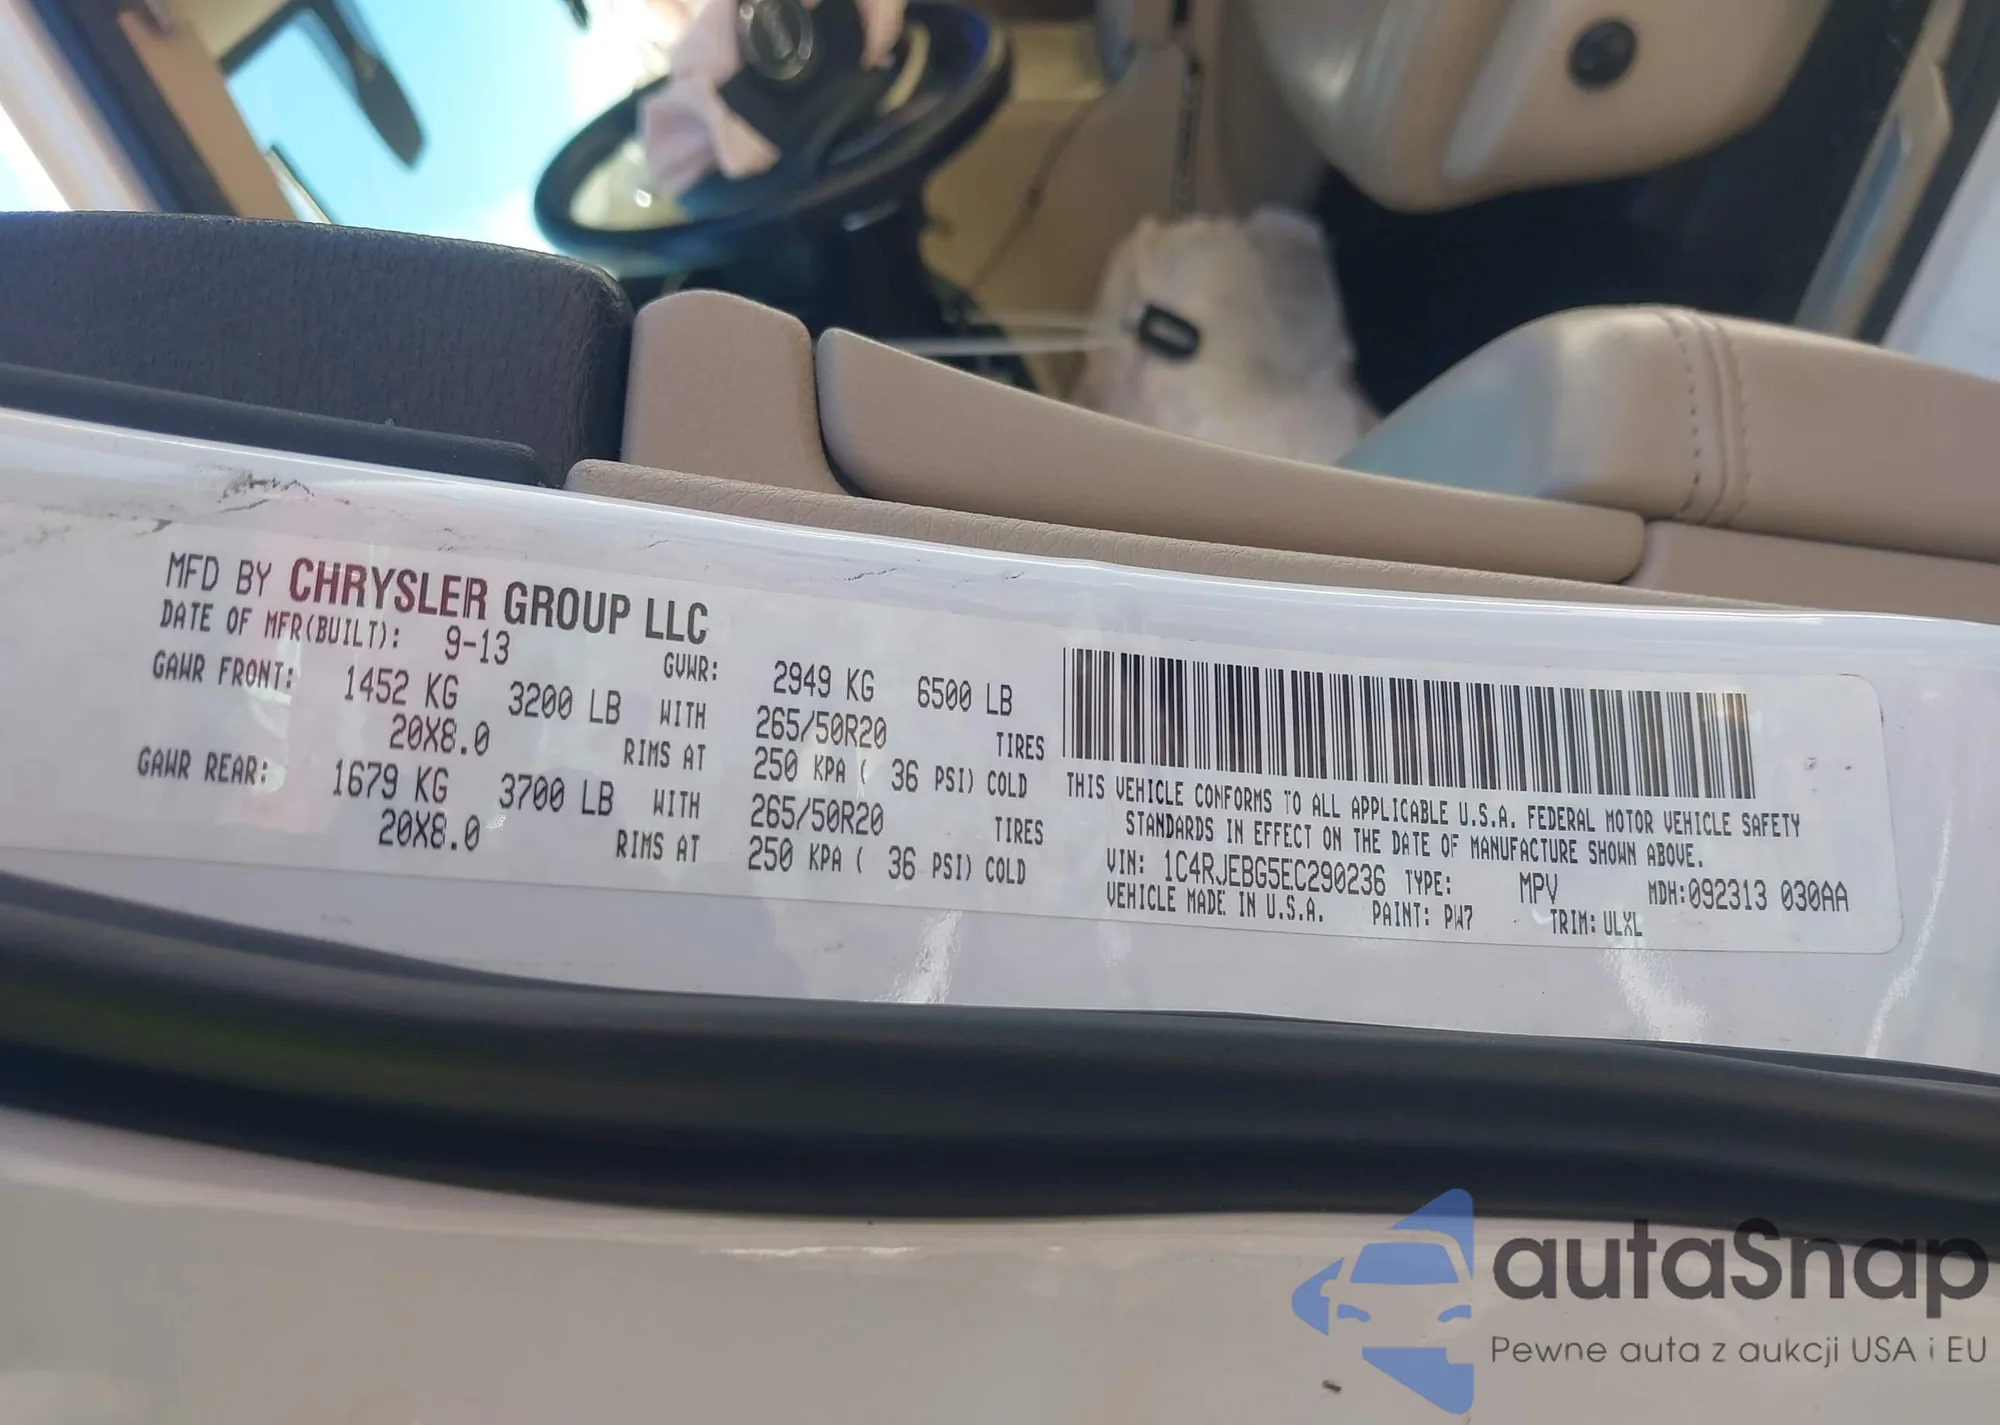 MFD BY CHRYSLER GROUP LLC
DATE OF MFR(BUILT): 9-13 GVWR: 2949 KG 6500 LB
GAWR FRONT: 1452 KG 3200 LB WITH 265/50R20 TIRES
20X8.0 RIMS AT 250 KPA ( 36 PSI) COLD
GAWR REAR: 1679 KG 3700 LB WITH 265/50R20 TIRES
20X8.0 RIMS AT 250 KPA ( 36 PSI) COLD
THIS VEHICLE CONFORMS TO ALL APPLICABLE U.S.A. FEDERAL MOTOR VEHICLE SAFETY
STANDARDS IN EFFECT ON THE DATE OF MANUFACTURE SHOWN ABOVE.
VIN: 1C4RJEBG5EC290236 TYPE: MPV MDH:092313 030AA
VEHICLE MADE IN U.S.A. PAINT: PW7 TRIM: ULXL
autaSnap
Pewne auta z aukcji USA i EU